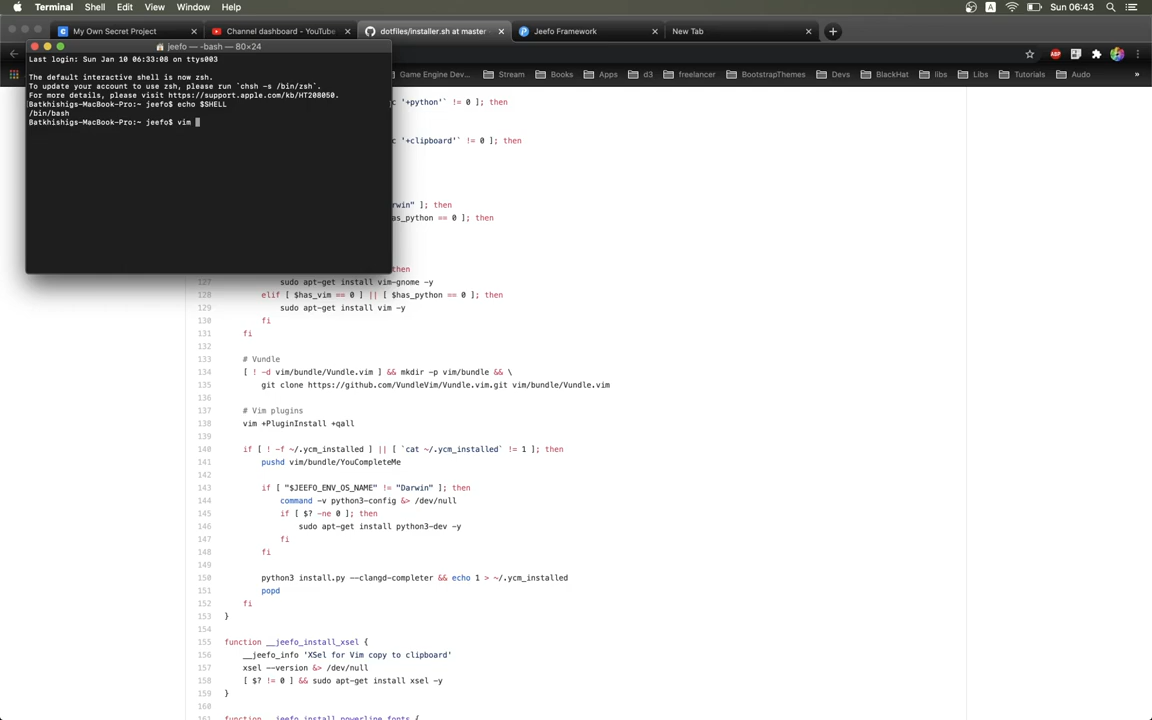 Terminal Shell Edit View Window Help
A Sun 06:43
My Own Secret Project
Channel dashboard - YouTube
dotfiles/installer.sh at master
Jeefo Framework
New Tab
jeefo — -bash — 80×24
Game Engine Dev... Stream Books Apps d3 freelancer BootstrapThemes Devs BlackHat libs Libs Tutorials Audo »
Last login: Sun Jan 10 06:33:08 on ttys003
The default interactive shell is now zsh.
To update your account to use zsh, please run `chsh -s /bin/zsh`.
For more details, please visit https://support.apple.com/kb/HT208050.
Batkhishigs-MacBook-Pro:~ jeefo$ echo $SHELL
/bin/bash
Batkhishigs-MacBook-Pro:~ jeefo$ vim
c '+python' != 0 ]; then
c '+clipboard' != 0 ]; then
rwin" ]; then
as_python == 0 ]; then
then
127 sudo apt-get install vim-gnome -y
128 elif [ $has_vim == 0 ] || [ $has_python == 0 ]; then
129 sudo apt-get install vim -y
130 fi
131 fi
132
133 # Vundle
134 [ ! -d vim/bundle/Vundle.vim ] && mkdir -p vim/bundle && \
135 git clone https://github.com/VundleVim/Vundle.vim.git vim/bundle/Vundle.vim
136
137 # Vim plugins
138 vim +PluginInstall +qall
139
140 if [ ! -f ~/.ycm_installed ] || [ `cat ~/.ycm_installed` != 1 ]; then
141 pushd vim/bundle/YouCompleteMe
142
143 if [ "$JEEFO_ENV_OS_NAME" != "Darwin" ]; then
144 command -v python3-config &> /dev/null
145 if [ $? -ne 0 ]; then
146 sudo apt-get install python3-dev -y
147 fi
148 fi
149
150 python3 install.py --clangd-completer && echo 1 > ~/.ycm_installed
151 popd
152 fi
153 }
154
155 function __jeefo_install_xsel {
156 __jeefo_info 'XSel for Vim copy to clipboard'
157 xsel --version &> /dev/null
158 [ $? != 0 ] && sudo apt-get install xsel -y
159 }
160
161 function __jeefo_install_powerline_fonts {